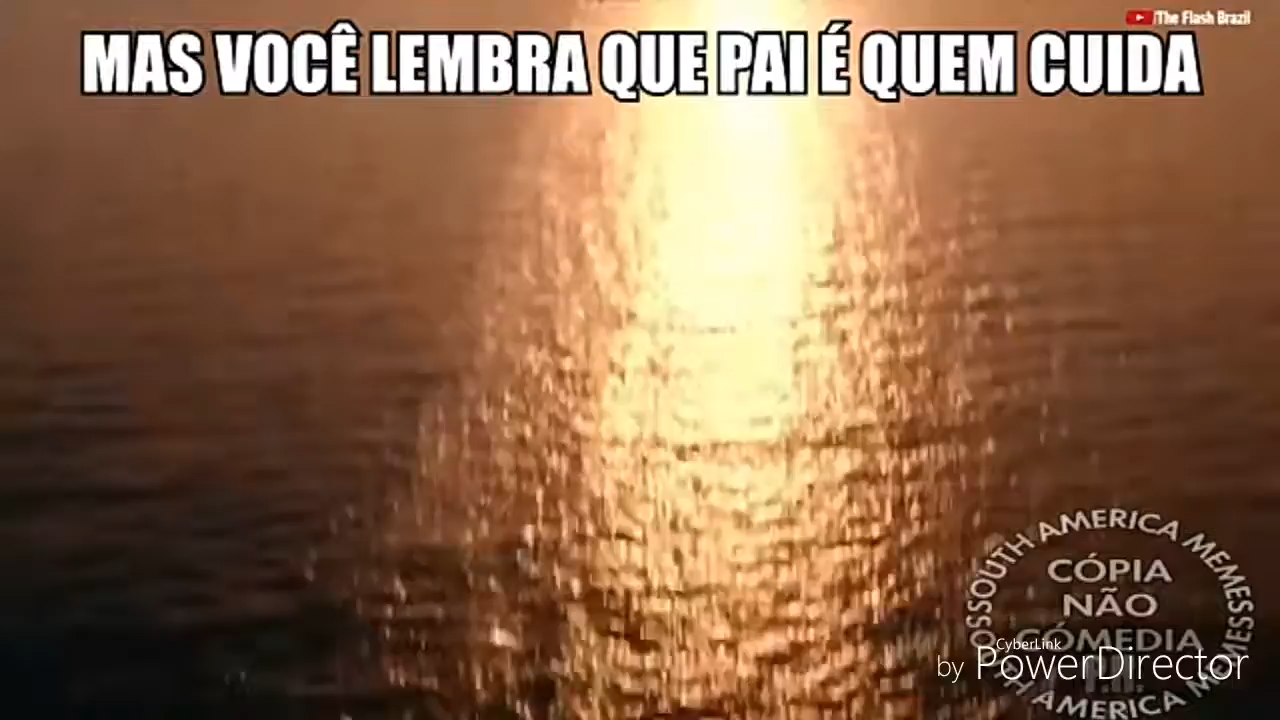 /The Flash Brazil
MAS VOCÊ LEMBRA QUE PAI É QUEM CUIDA
SOUTH AMERICA MEMES
CÓPIA
NÃO
COMEDIA
CyberLink
by PowerDirector
AMERICA